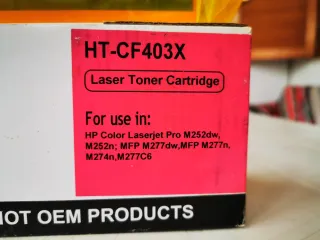 HT-CF403X
Laser Toner Cartridge
For use in:
HP Color Laserjet Pro M252dw,
M252n; MFP M277dw,MFP M277n,
M274n,M277C6
NOT OEM PRODUCTS